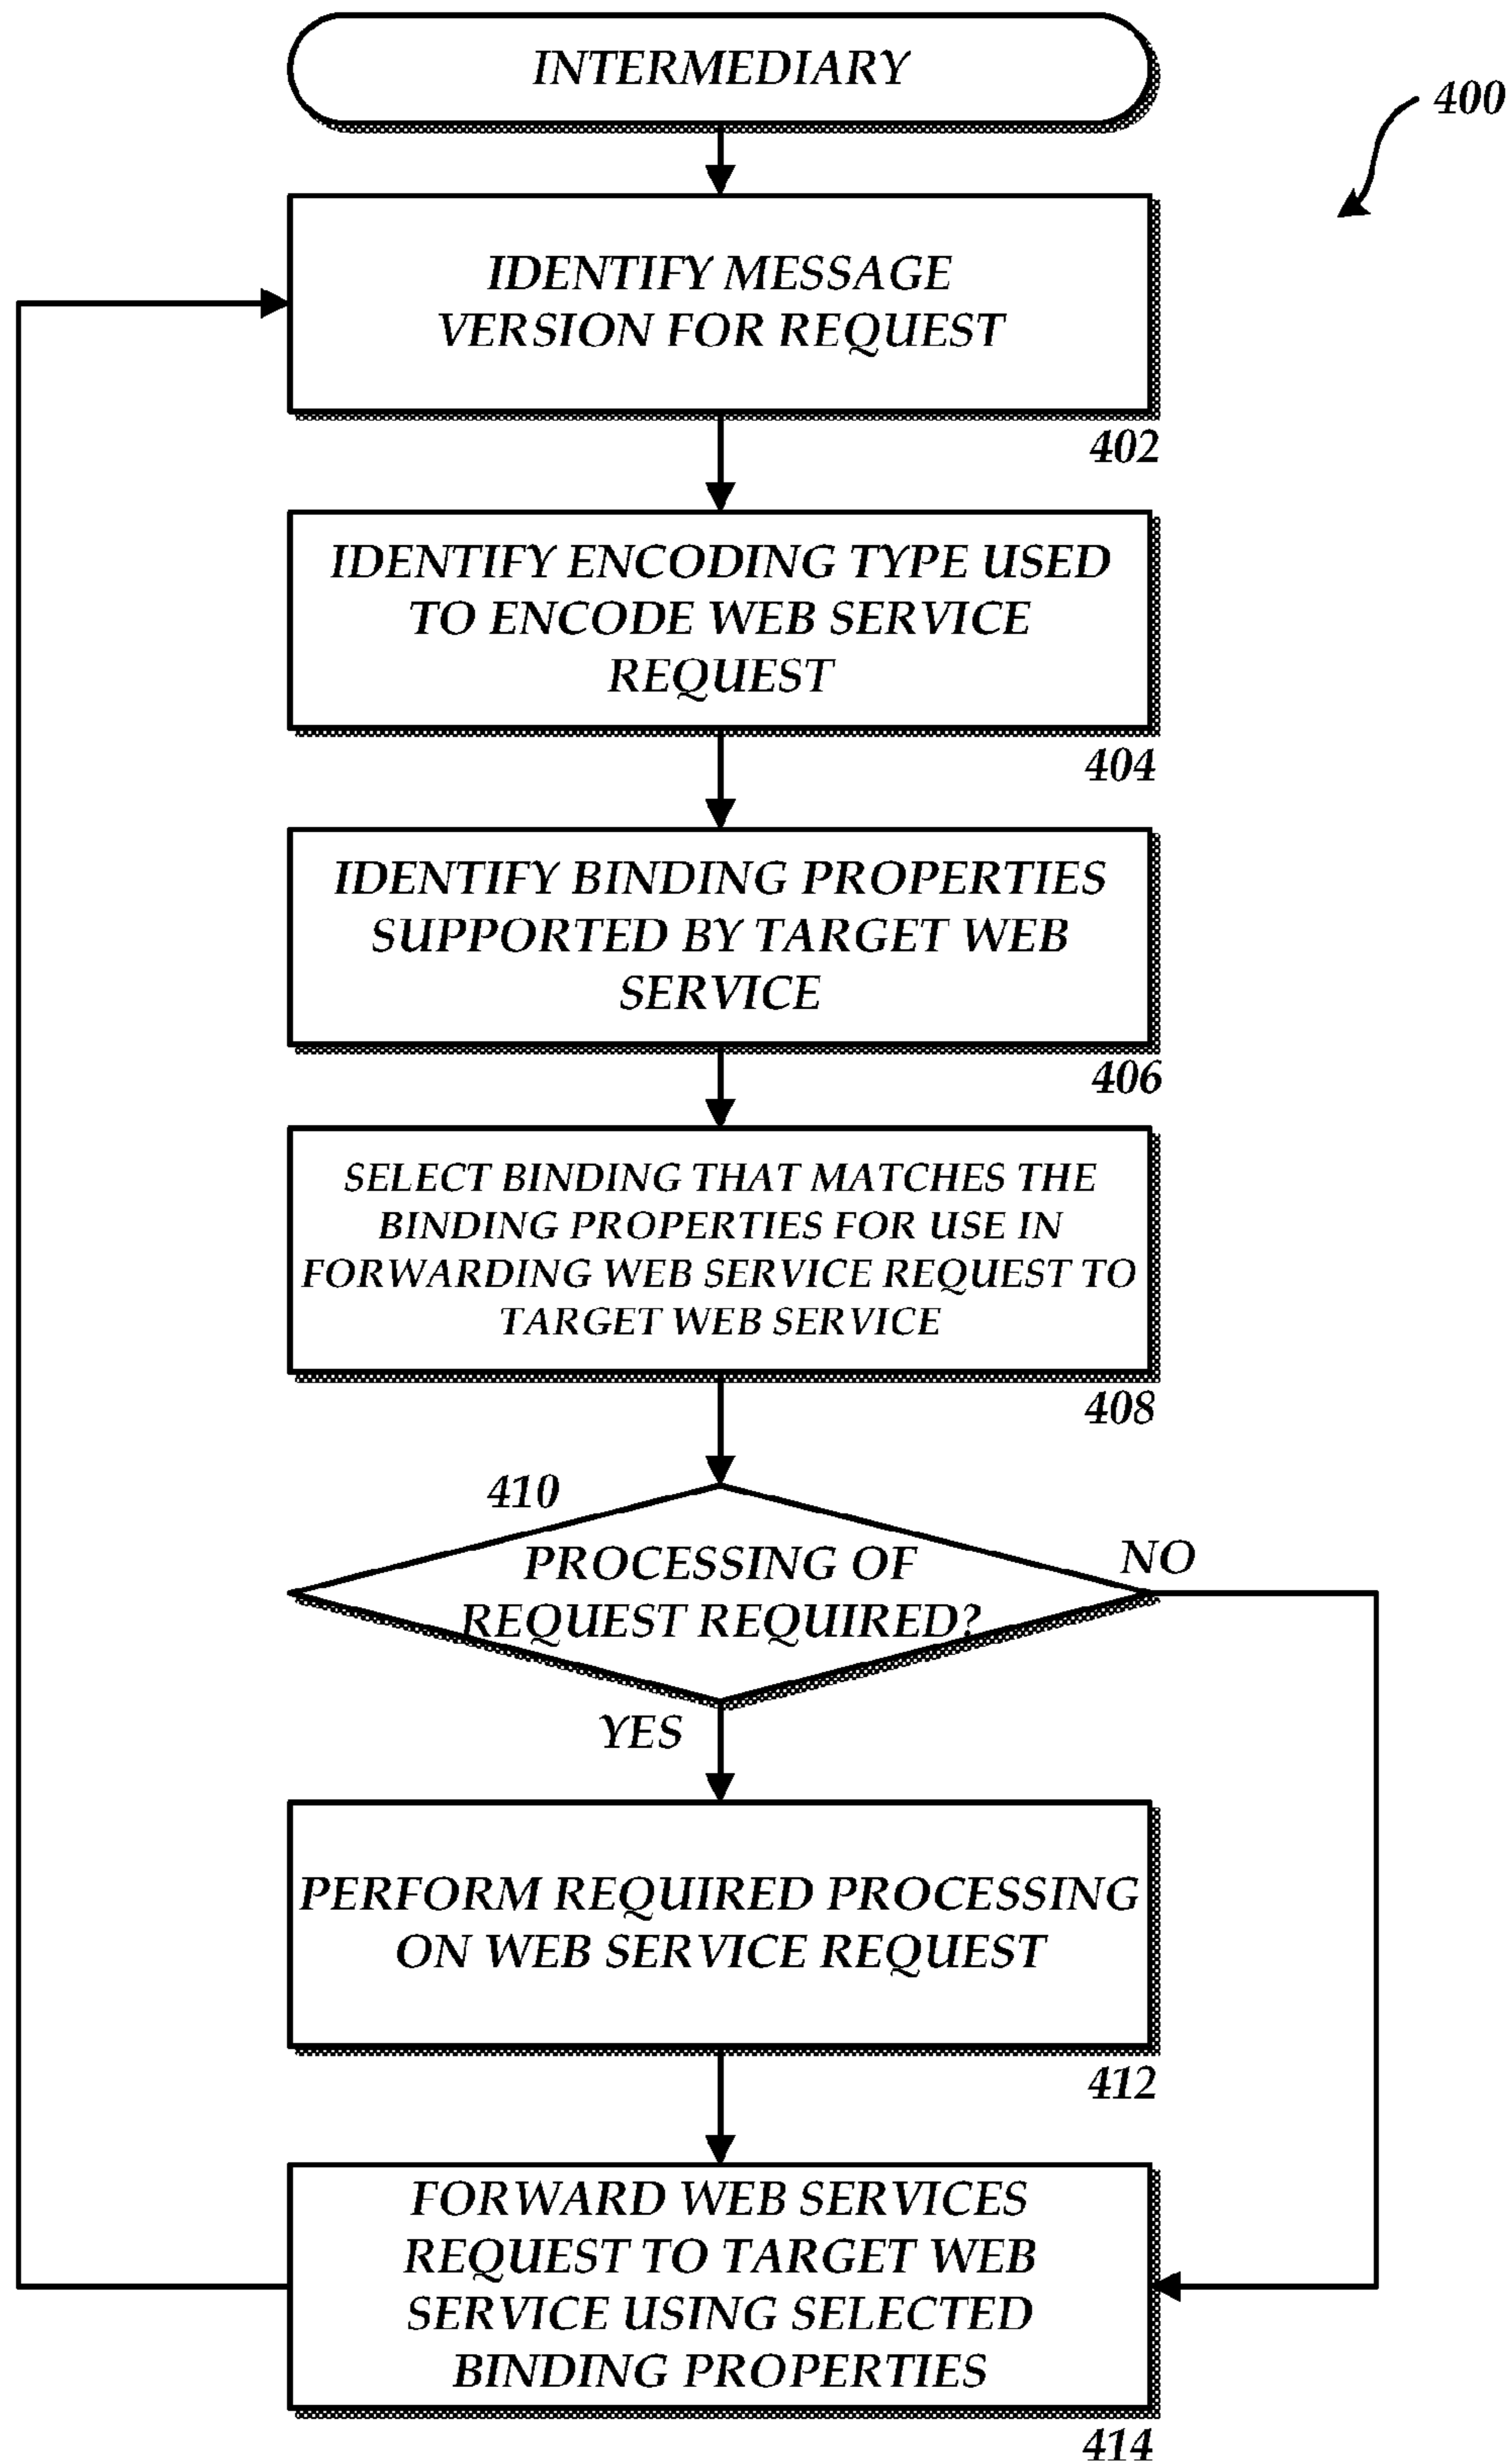 INTERMEDIARY
400
IDENTIFY MESSAGE
VERSION FOR REQUEST
402
IDENTIFY ENCODING TYPE USED
TO ENCODE WEB SERVICE
REQUEST
404
IDENTIFY BINDING PROPERTIES
SUPPORTED BY TARGET WEB
SERVICE
406
SELECT BINDING THAT MATCHES THE
BINDING PROPERTIES FOR USE IN
FORWARDING WEB SERVICE REQUEST TO
TARGET WEB SERVICE
408
410
PROCESSING OF
REQUEST REQUIRED?
NO
YES
PERFORM REQUIRED PROCESSING
ON WEB SERVICE REQUEST
412
FORWARD WEB SERVICES
REQUEST TO TARGET WEB
SERVICE USING SELECTED
BINDING PROPERTIES
414